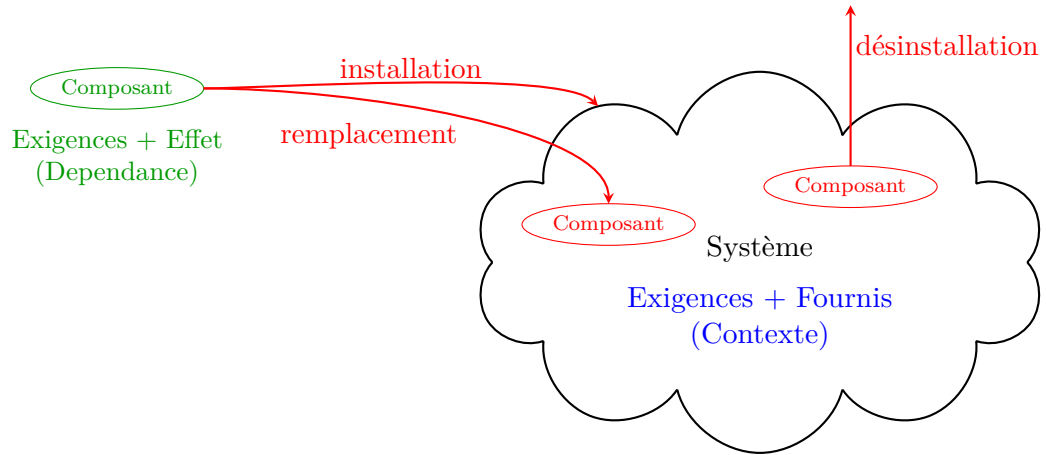 désinstallation
installation
Composant
remplacement
Exigences + Effet
(Dependance)
Composant
Composant
Système
Exigences + Fournis
(Contexte)